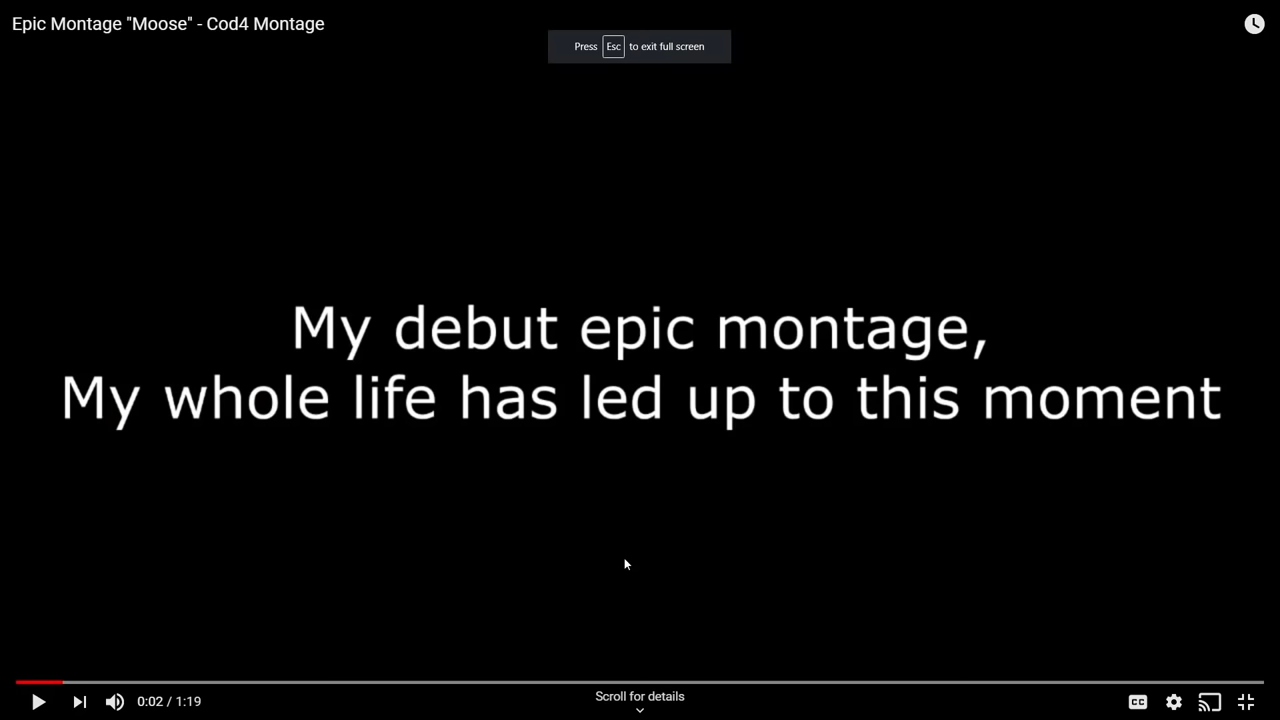 Epic Montage "Moose" - Cod4 Montage
Press Esc to exit full screen
My debut epic montage,
My whole life has led up to this moment
Scroll for details
0:02 / 1:19
CC